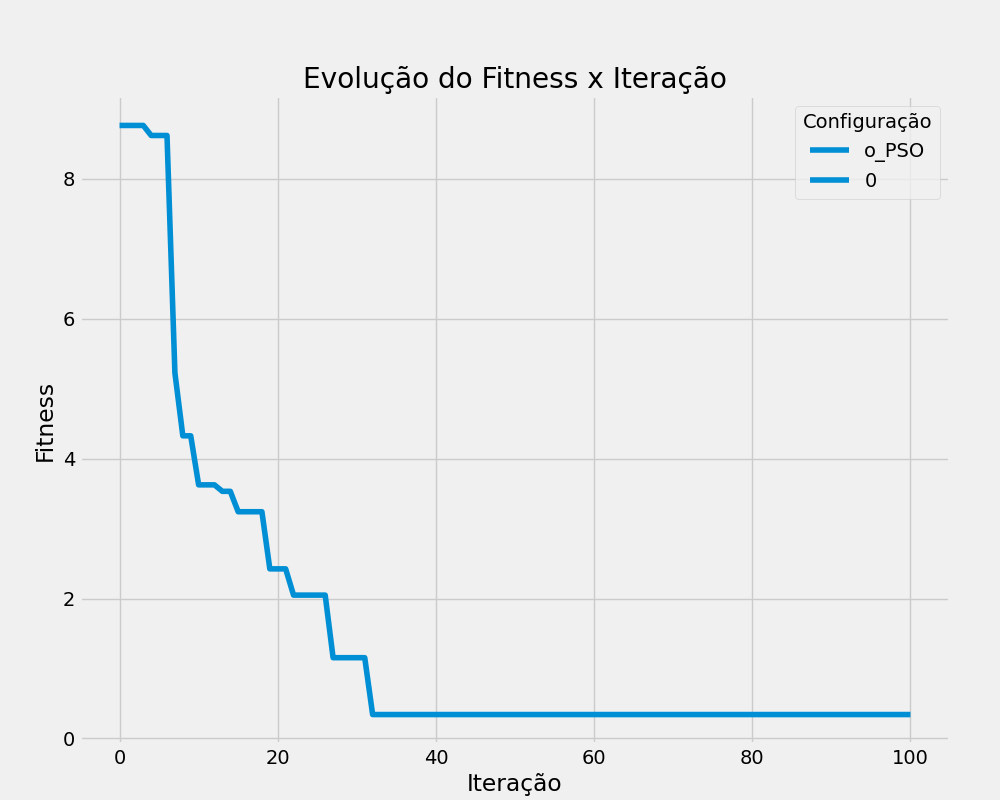 Evolução do Fitness x Iteração
Configuração
o_PSO
0
8
6
4
2
0
Fitness
0 20 40 60 80 100
Iteração